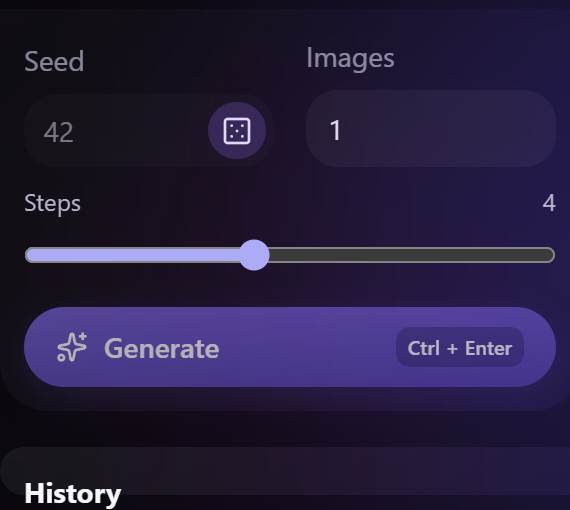 Seed
Images
42
1
Steps
4
Generate
Ctrl + Enter
History